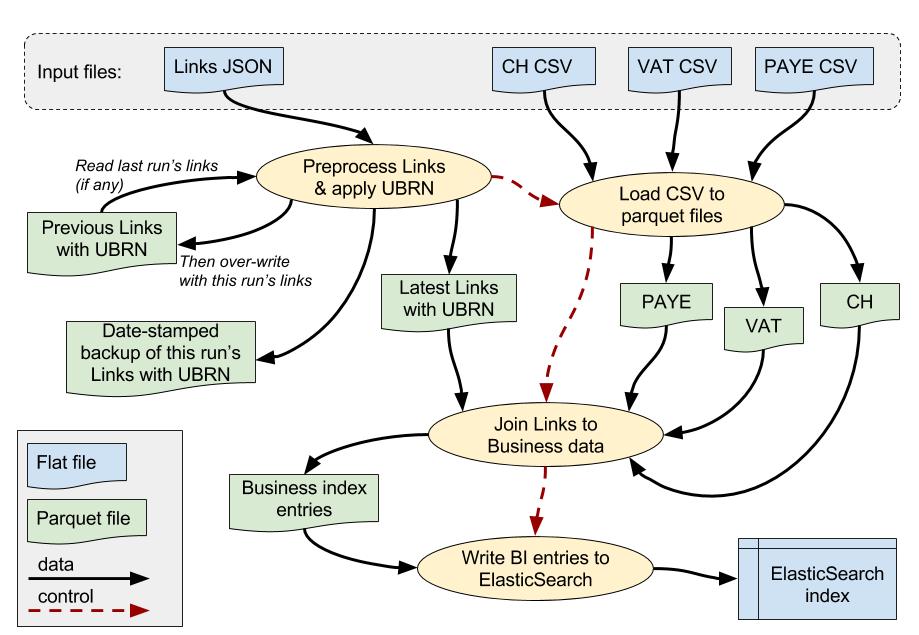 Input files:
Links JSON
CH CSV
VAT CSV
PAYE CSV
Read last run's links
(if any)
Preprocess Links
& apply UBRN
Load CSV to
parquet files
Previous Links
with UBRN
Then over-write
with this run's links
Latest Links
with UBRN
PAYE
VAT
CH
Date-stamped
backup of this run's
Links with UBRN
Join Links to
Business data
Flat file
Parquet file
data
control
Business index
entries
Write BI entries to
ElasticSearch
ElasticSearch
index